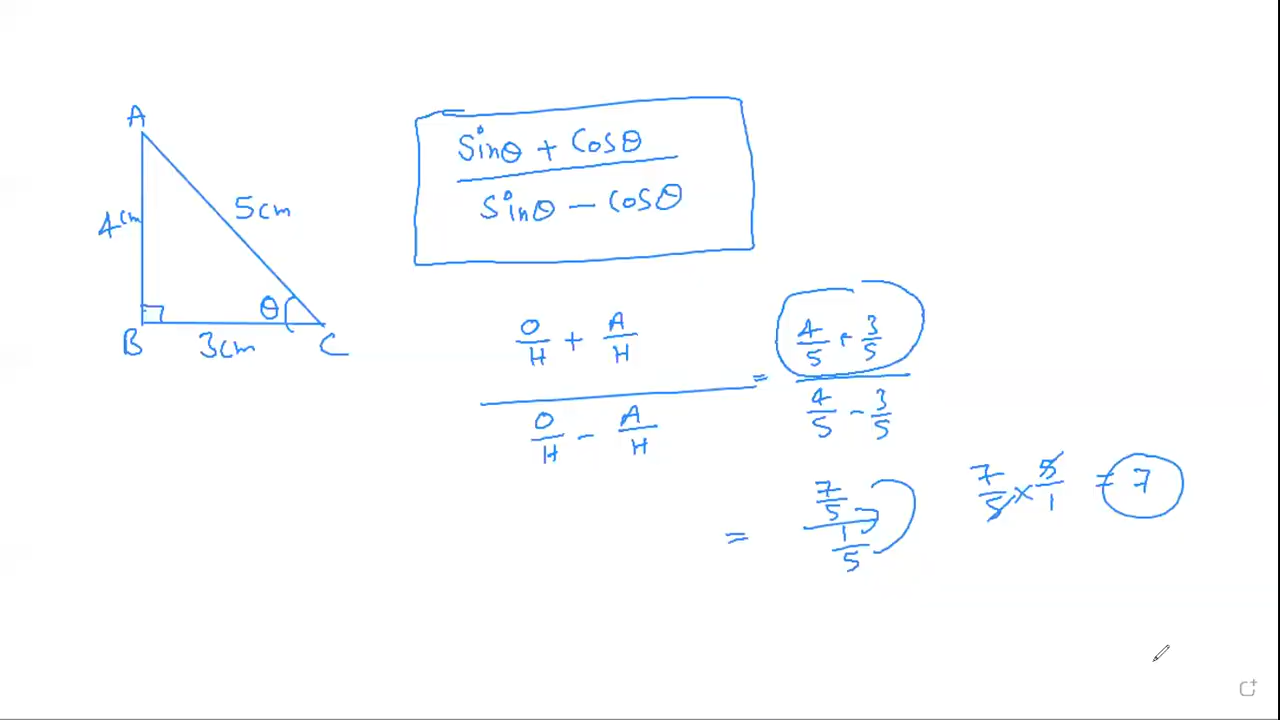 A
4cm
5cm
θ
B
3cm
C
Sinθ + Cosθ
Sinθ − Cosθ
O/H + A/H
O/H − A/H
= 4/5 + 3/5
4/5 − 3/5
= 7/5
1/5
7/5 × 5/1 = 7